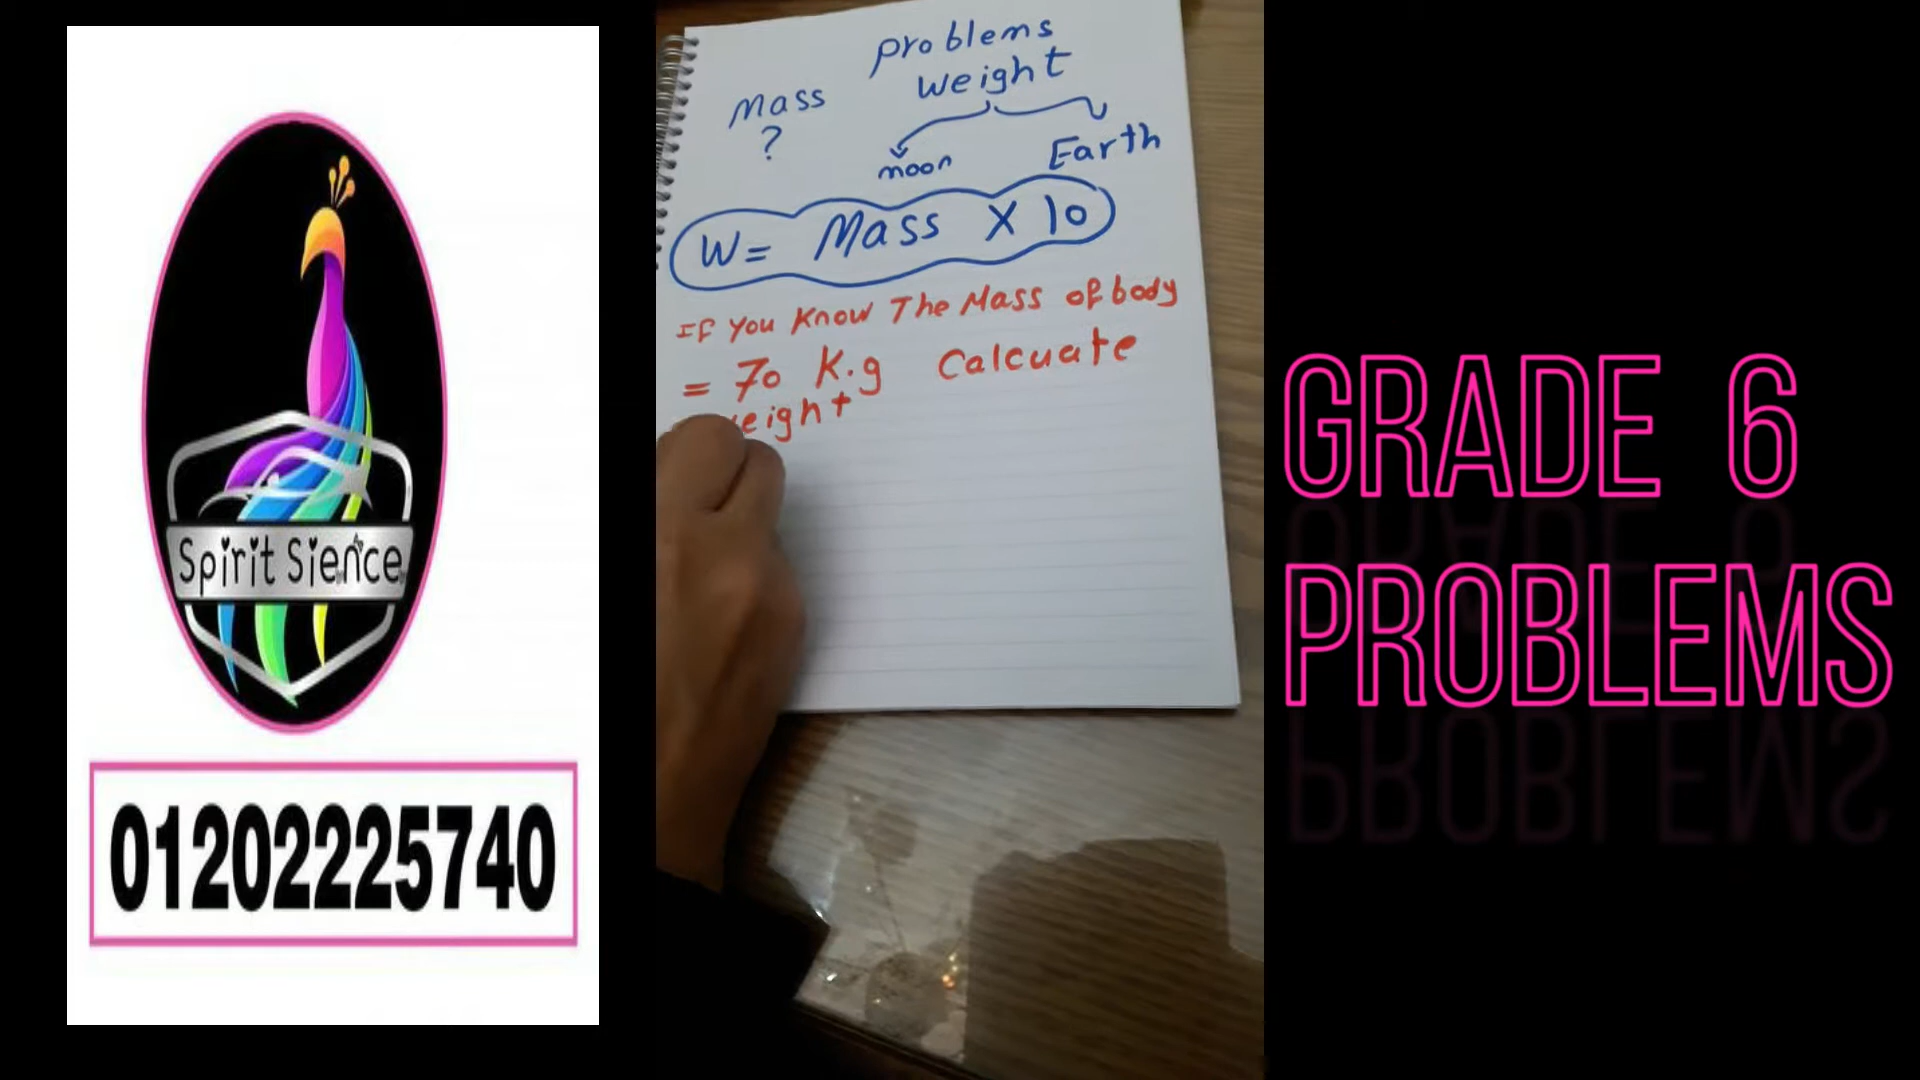 Spirit Sience
01202225740
problems
weight
Mass
?
moon
Earth
W= Mass X 10
If you Know The Mass of body
= 70 K.g Calcuate
eight
GRADE 6
PROBLEMS